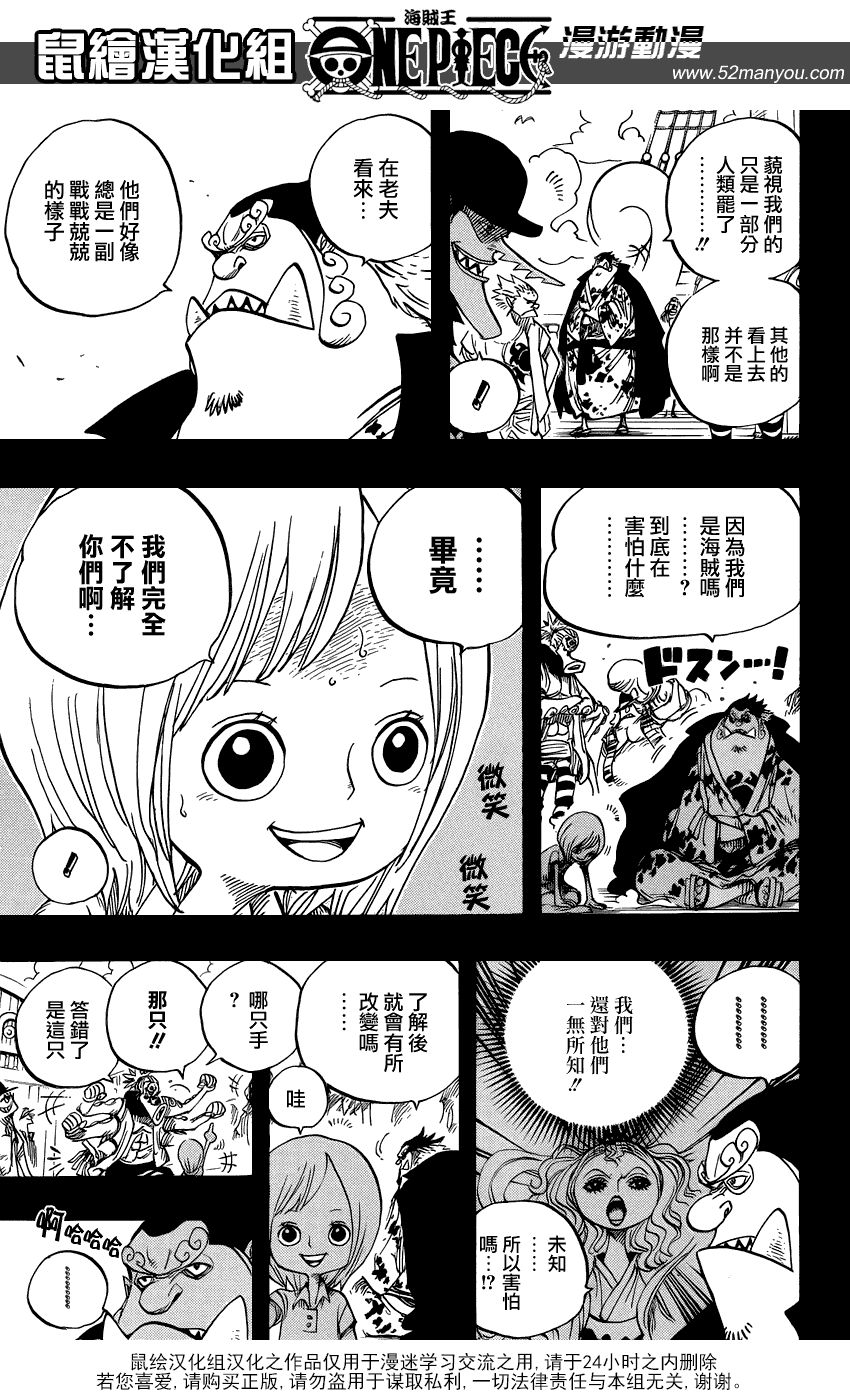 鼠繪漢化組
海賊王
ONE PIECE
漫游動漫
www.52manyou.com
藐視我們的
只是一部分
人類罷了
………!!
其他的
看上去
并不是
那樣啊
!
在老夫
看來…
他們好像
總是一副
戰戰兢兢
的樣子
因為我們
是海賊嗎
………?
到底在
害怕什麼
………
ドスン…!
……
畢竟
我們完全
不了解
你們啊…
微笑
微笑
!
………
我們…
還對他們
一無所知!!
未知
……
所以害怕
嗎…!?
了解後
就會有所
改變嗎
……
哇
哪只手
?
那只!!
答錯了
是這只
啊哈哈哈哈
………
鼠绘汉化组汉化之作品仅用于漫迷学习交流之用, 请于24小时之内删除
若您喜爱, 请购买正版, 请勿盗用于谋取私利, 一切法律责任与本组无关, 谢谢。